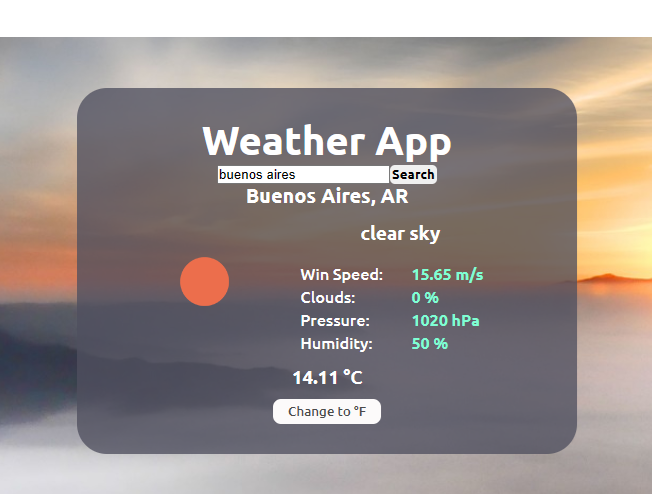 Weather App
buenos aires Search
Buenos Aires, AR
clear sky
Win Speed: 15.65 m/s
Clouds: 0 %
Pressure: 1020 hPa
Humidity: 50 %
14.11 °C
Change to °F